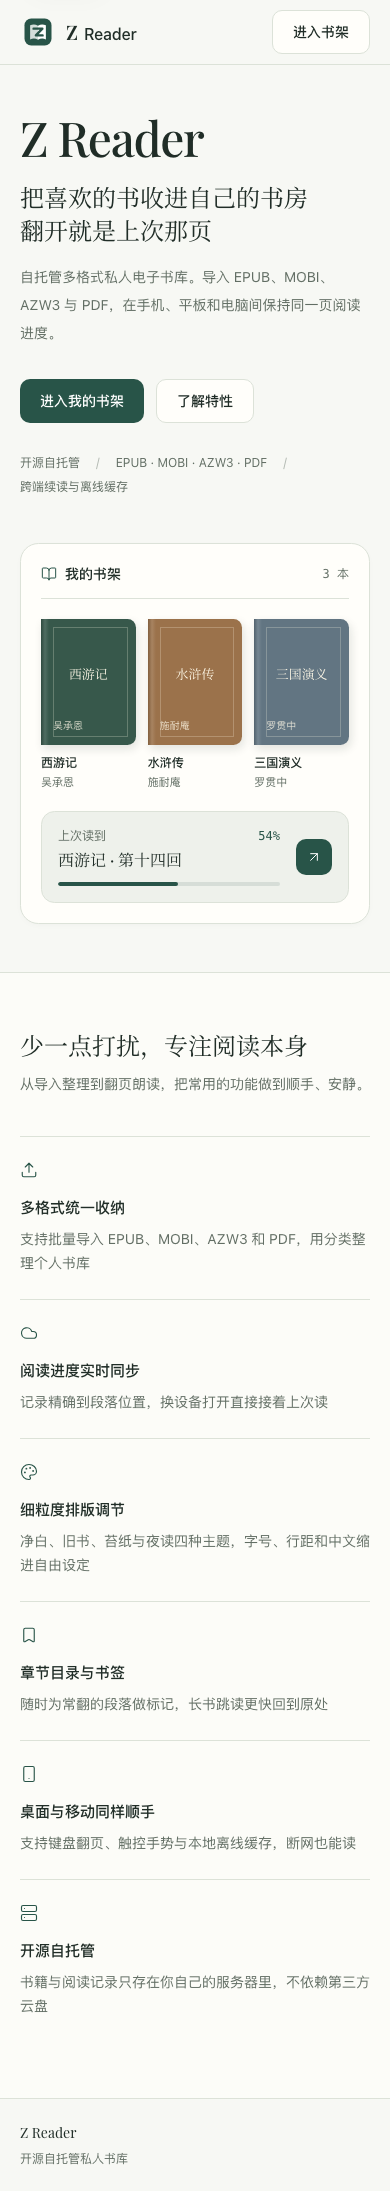 Z Reader
进入书架
Z Reader
把喜欢的书收进自己的书房
翻开就是上次那页
自托管多格式私人电子书库。导入 EPUB、MOBI、
AZW3 与 PDF，在手机、平板和电脑间保持同一页阅读
进度。
进入我的书架
了解特性
开源自托管 / EPUB · MOBI · AZW3 · PDF /
跨端续读与离线缓存
我的书架
3 本
西游记
吴承恩
水浒传
施耐庵
三国演义
罗贯中
西游记
吴承恩
水浒传
施耐庵
三国演义
罗贯中
上次读到
54%
西游记 · 第十四回
少一点打扰，专注阅读本身
从导入整理到翻页朗读，把常用的功能做到顺手、安静。
多格式统一收纳
支持批量导入 EPUB、MOBI、AZW3 和 PDF，用分类整
理个人书库
阅读进度实时同步
记录精确到段落位置，换设备打开直接接着上次读
细粒度排版调节
净白、旧书、苔纸与夜读四种主题，字号、行距和中文缩
进自由设定
章节目录与书签
随时为常翻的段落做标记，长书跳读更快回到原处
桌面与移动同样顺手
支持键盘翻页、触控手势与本地离线缓存，断网也能读
开源自托管
书籍与阅读记录只存在你自己的服务器里，不依赖第三方
云盘
Z Reader
开源自托管私人书库